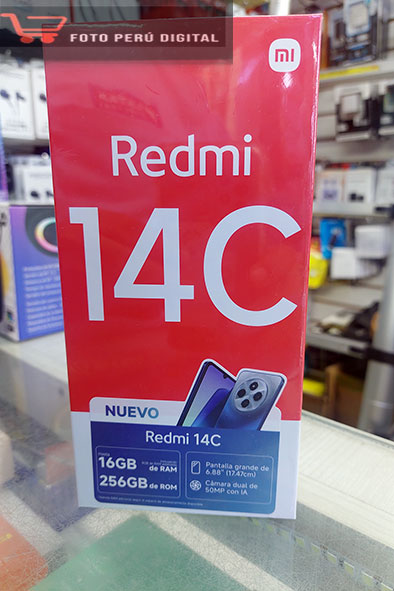 FOTO PERÚ DIGITAL
mi
Redmi
14C
NUEVO
Redmi 14C
16GB de RAM
256GB de ROM
Pantalla grande de
6.88" (17.47cm)
Cámara dual de
50MP con IA